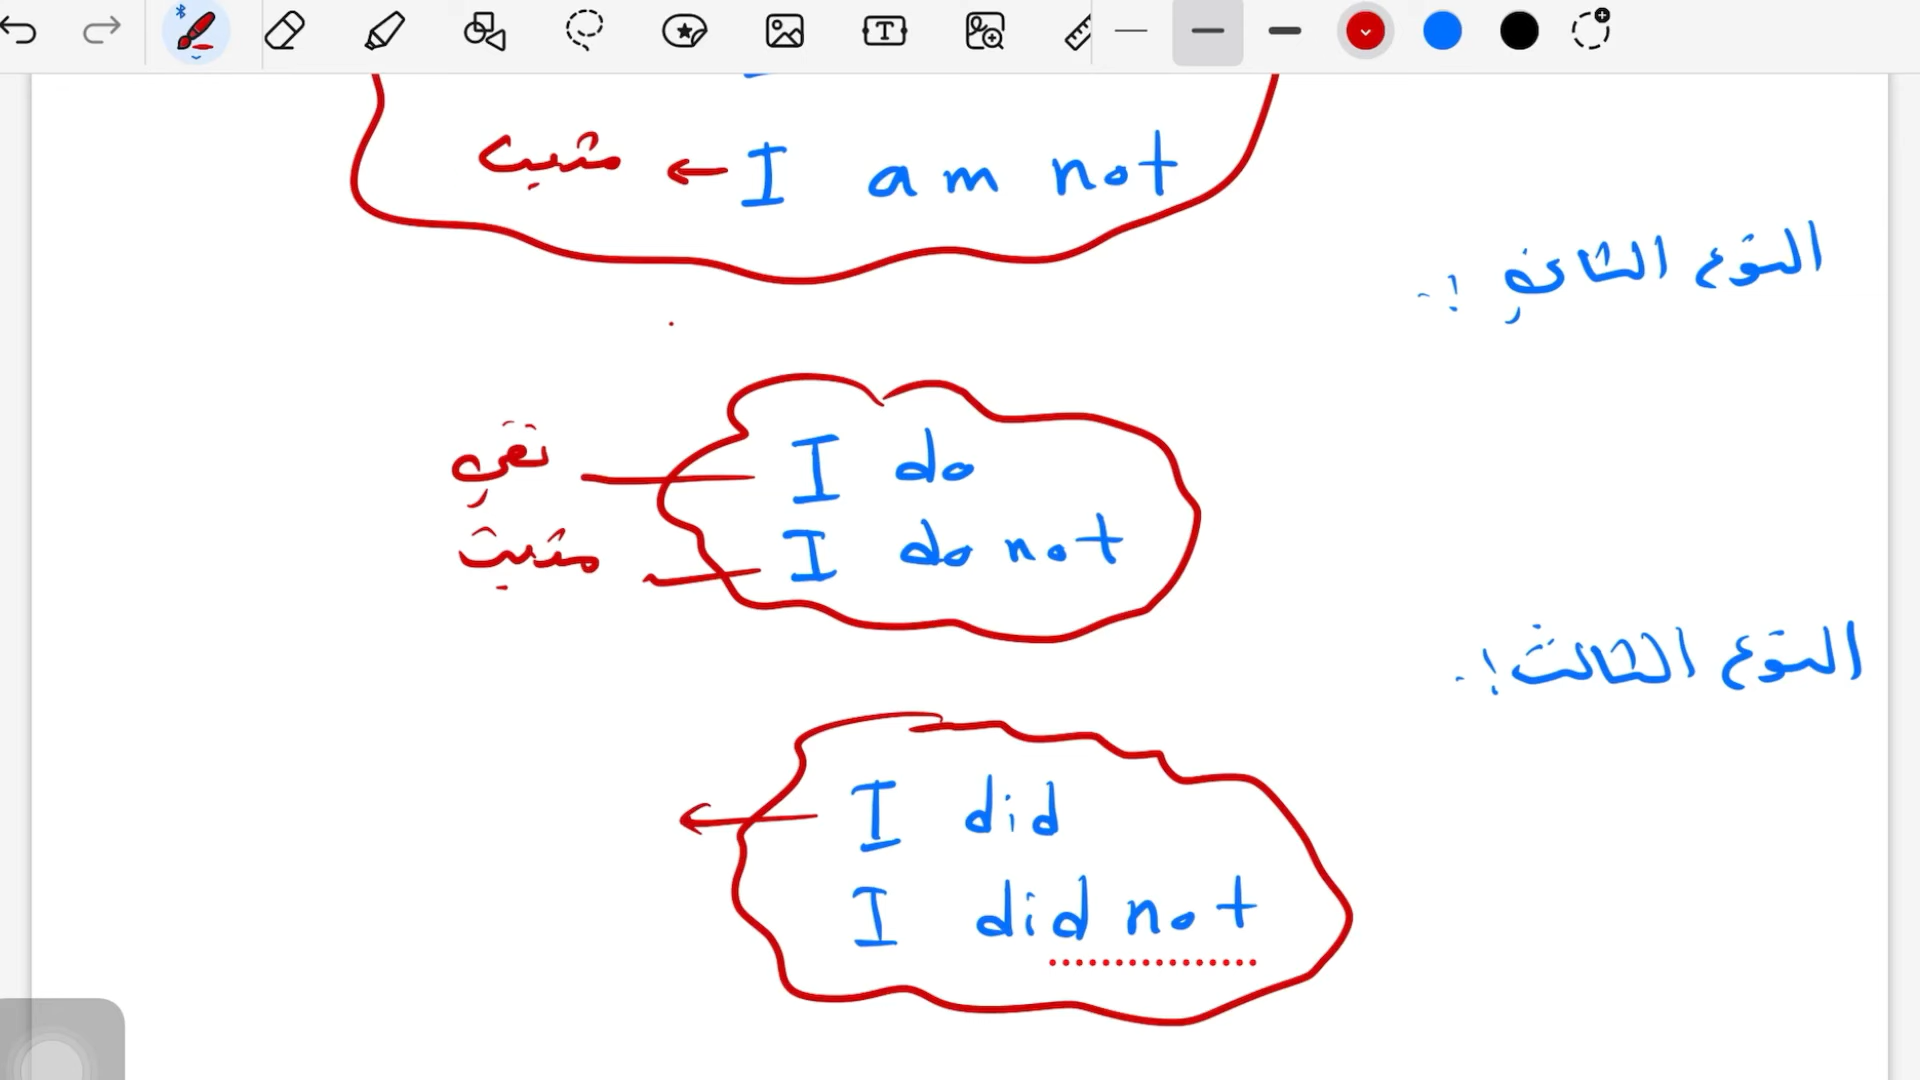 I am not ← مثبت
النوع الثاني :-
I do نفي
I do not مثبت
النوع الثالث :-
I did
I did not